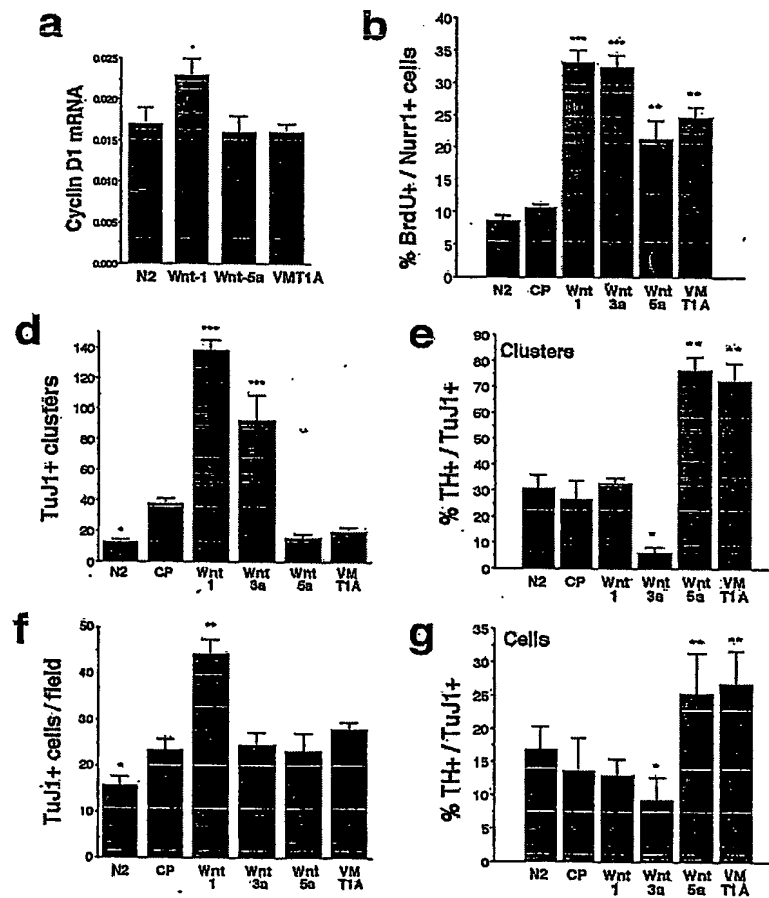 a
Cyclin D1 mRNA
0.025
0.020
0.015
0.010
0.005
0.000
*
N2 Wnt-1 Wnt-5a VMT1A
b
% BrdU+ / Nurr1+ cells
40
35
30
25
20
15
10
5
0
*** *** ** **
N2 CP Wnt Wnt Wnt VM
1 3a 5a T1A
d
TuJ1+ clusters
140
120
100
80
60
40
20
0
* *** ***
N2 CP Wnt Wnt Wnt VM
1 3a 5a T1A
e
Clusters
% TH+ / TuJ1+
90
80
70
60
50
40
30
20
10
0
* ** **
N2 CP Wnt Wnt Wnt VM
1 3a 5a T1A
f
TuJ1+ cells / field
50
40
30
20
10
0
* **
N2 CP Wnt Wnt Wnt VM
1 3a 5a T1A
g
Cells
% TH+ / TuJ1+
35
30
25
20
15
10
5
0
* ** **
N2 CP Wnt Wnt Wnt VM
1 3a 5a T1A